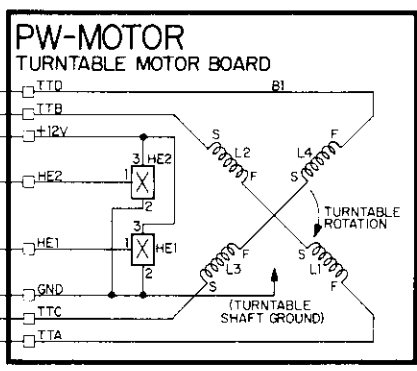 PW-MOTOR
TURNTABLE MOTOR BOARD
TTD B1
TTB
+12V
S L2 F
L4 F S
3 HE2
HE2 1
2
TURNTABLE
ROTATION
3
HE1 1 HE1
2
L3 F S
S L1 F
GND
(TURNTABLE
SHAFT GROUND)
TTC
TTA